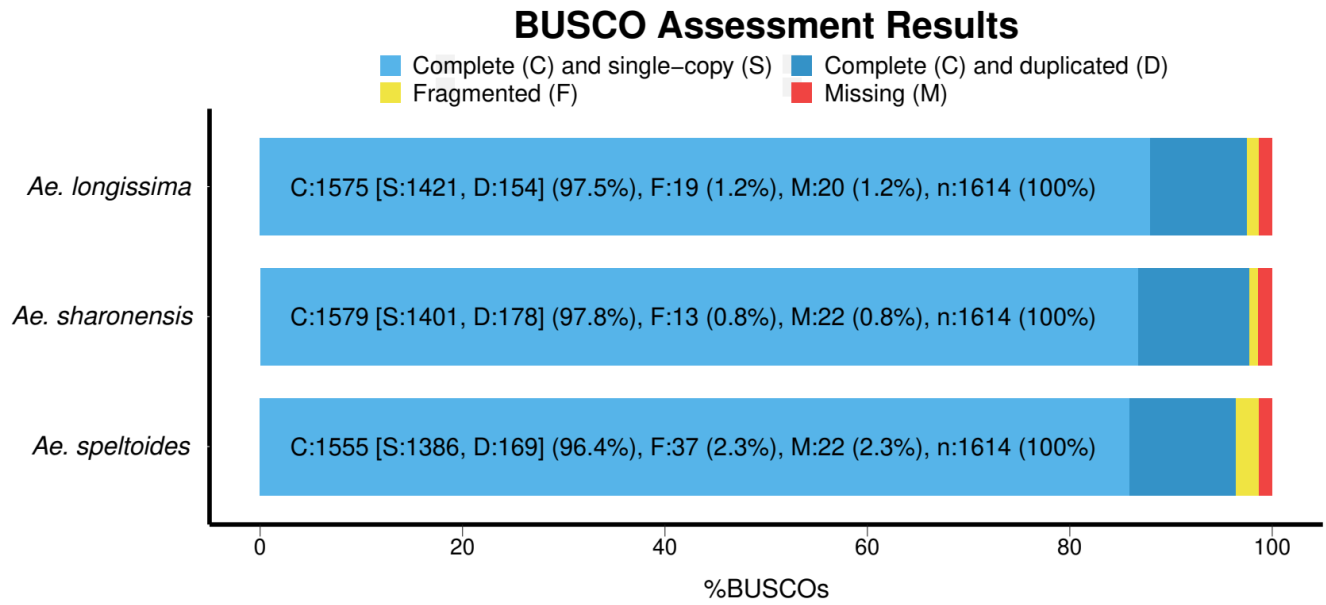 BUSCO Assessment Results
Complete (C) and single−copy (S) Complete (C) and duplicated (D)
Fragmented (F) Missing (M)
Ae. longissima C:1575 [S:1421, D:154] (97.5%), F:19 (1.2%), M:20 (1.2%), n:1614 (100%)
Ae. sharonensis C:1579 [S:1401, D:178] (97.8%), F:13 (0.8%), M:22 (0.8%), n:1614 (100%)
Ae. speltoides C:1555 [S:1386, D:169] (96.4%), F:37 (2.3%), M:22 (2.3%), n:1614 (100%)
0 20 40 60 80 100
%BUSCOs